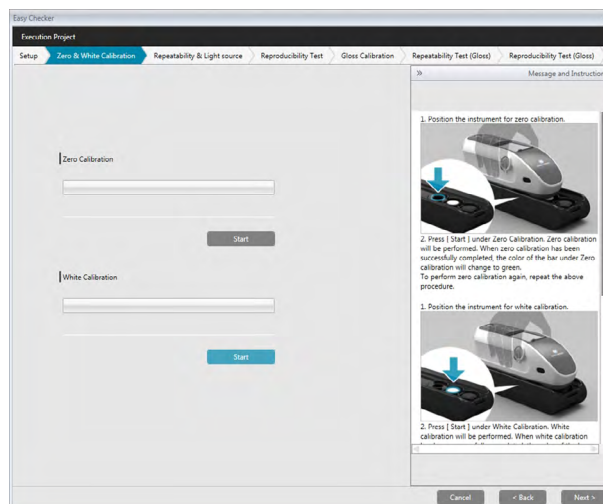 Easy Checker
Execution Project
Setup
Zero & White Calibration
Repeatability & Light source
Reproducibility Test
Gloss Calibration
Repeatability Test (Gloss)
Reproducibility Test (Gloss)
Zero Calibration
Start
White Calibration
Start
Message and Instruction
1. Position the instrument for zero calibration.
2. Press [ Start ] under Zero Calibration. Zero calibration
will be performed. When zero calibration has been
successfully completed, the color of the bar under Zero
calibration will change to green.
To perform zero calibration again, repeat the above
procedure.
1. Position the instrument for white calibration.
2. Press [ Start ] under White Calibration. White
calibration will be performed. When white calibration
Cancel
< Back
Next >